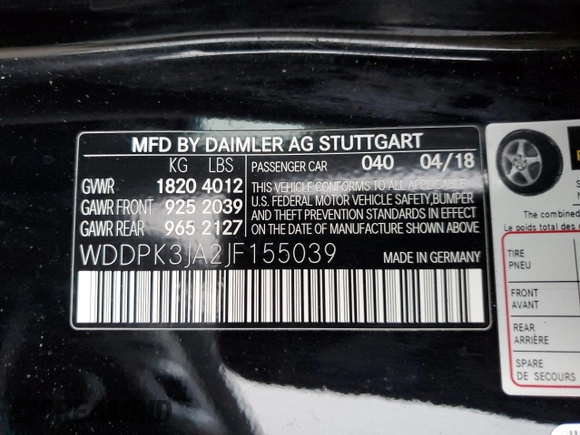 MFD BY DAIMLER AG STUTTGART
KG LBS
GVWR 1820 4012
GAWR FRONT 925 2039
GAWR REAR 965 2127
PASSENGER CAR 040 04/18
THIS VEHICLE CONFORMS TO ALL APPLICABLE
U.S. FEDERAL MOTOR VEHICLE SAFETY,BUMPER
AND THEFT PREVENTION STANDARDS IN EFFECT
ON THE DATE OF MANUFACTURE SHOWN ABOVE
WDDPK3JA2JF155039 MADE IN GERMANY
The combined
Le poids total des
TIRE
PNEU
FRONT
AVANT
REAR
ARRIÈRE
SPARE
DE SECOURS